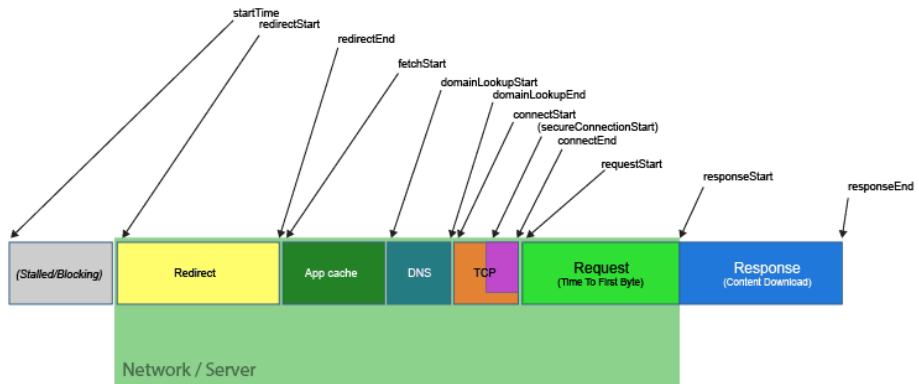 startTime
redirectStart
redirectEnd
fetchStart
domainLookupStart
domainLookupEnd
connectStart
(secureConnectionStart)
connectEnd
requestStart
responseStart
responseEnd
(Stalled/Blocking)
Redirect
App cache
DNS
TCP
Request
(Time To First Byte)
Response
(Content Download)
Network / Server